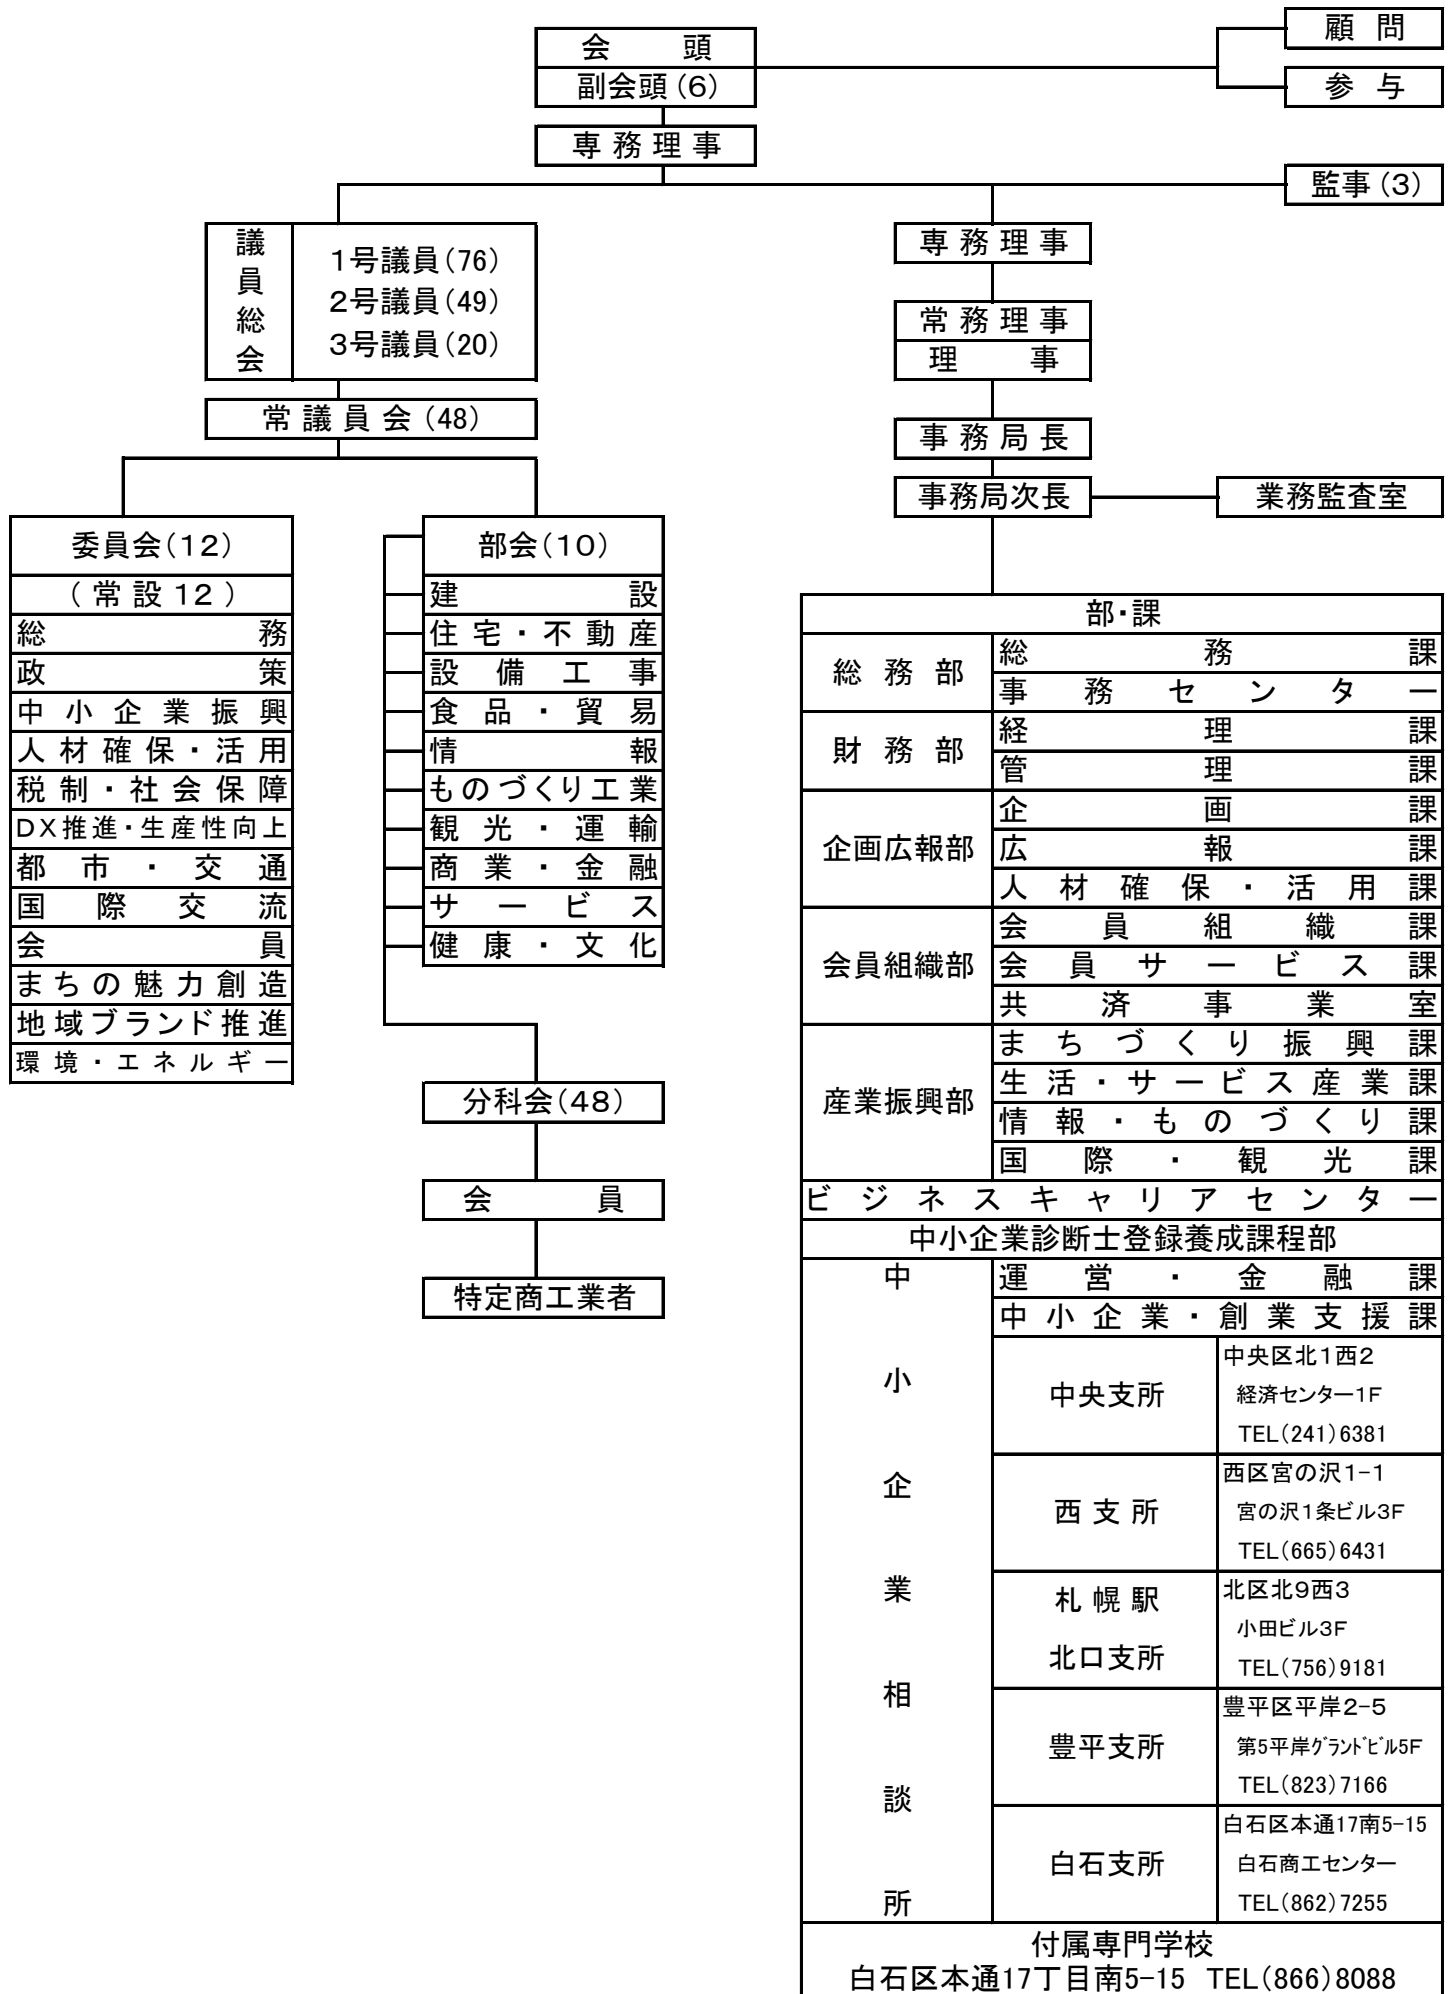 会頭
副会頭(6)
顧問
参与
専務理事
監事(3)
議員総会
1号議員(76)
2号議員(49)
3号議員(20)
常議員会(48)
委員会(12)
(常設12)
総務
政策
中小企業振興
人材確保・活用
税制・社会保障
DX推進・生産性向上
都市・交通
国際交流
会員
まちの魅力創造
地域ブランド推進
環境・エネルギー
部会(10)
建設
住宅・不動産
設備工事
食品・貿易
情報
ものづくり工業
観光・運輸
商業・金融
サービス
健康・文化
分科会(48)
会員
特定商工業者
専務理事
常務理事
理事
事務局長
事務局次長
業務監査室
部・課
総務部
総務課
事務センター
財務部
経理課
管理課
企画広報部
企画課
広報課
人材確保・活用課
会員組織部
会員組織課
会員サービス課
共済事業室
産業振興部
まちづくり振興課
生活・サービス産業課
情報・ものづくり課
国際・観光課
ビジネスキャリアセンター
中小企業診断士登録養成課程部
中小企業相談所
運営・金融課
中小企業・創業支援課
中央支所
中央区北1西2
経済センター1F
TEL(241)6381
西支所
西区宮の沢1-1
宮の沢1条ビル3F
TEL(665)6431
札幌駅
北口支所
北区北9西3
小田ビル3F
TEL(756)9181
豊平支所
豊平区平岸2-5
第5平岸グランドビル5F
TEL(823)7166
白石支所
白石区本通17南5-15
白石商工センター
TEL(862)7255
付属専門学校
白石区本通17丁目南5-15 TEL(866)8088